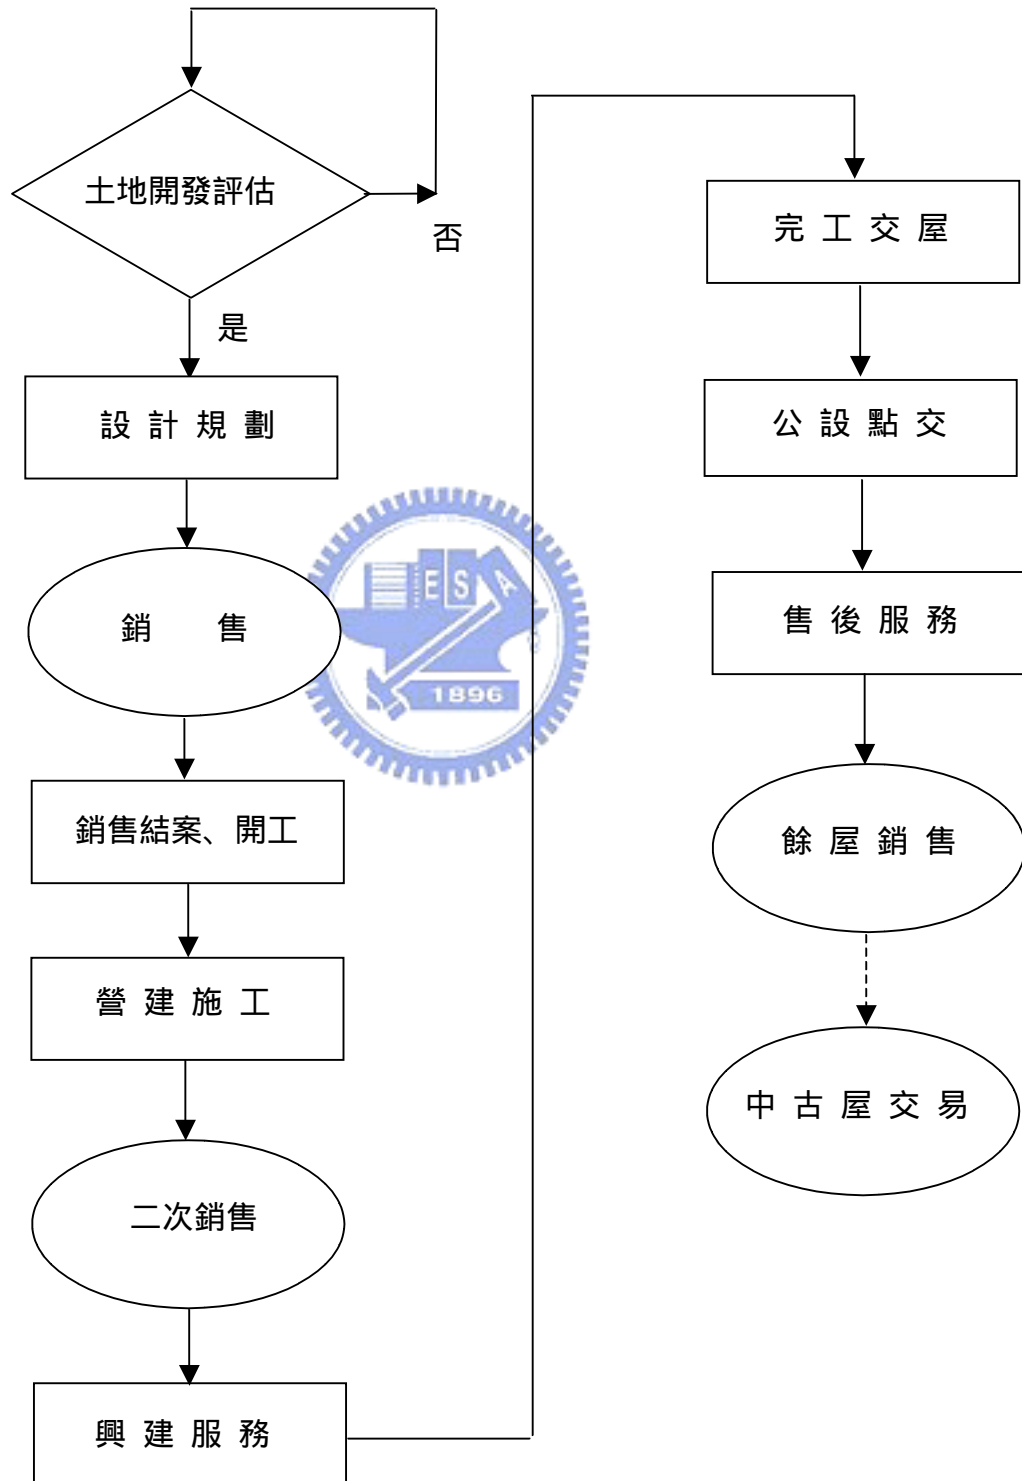 土地開發評估
否
是
設 計 規 劃
銷 售
銷售結案、開工
營 建 施 工
二次銷售
興 建 服 務
完 工 交 屋
公 設 點 交
售 後 服 務
餘 屋 銷 售
中 古 屋 交 易
E S A
1896